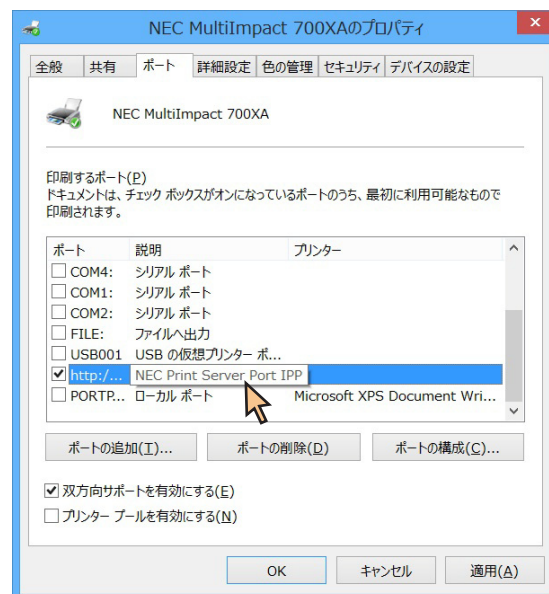 NEC MultiImpact 700XAのプロパティ
全般 共有 ポート 詳細設定 色の管理 セキュリティ デバイスの設定
NEC MultiImpact 700XA
印刷するポート(P)
ドキュメントは、チェック ボックスがオンになっているポートのうち、最初に利用可能なもので
印刷されます。
ポート 説明 プリンター
COM4: シリアル ポート
COM1: シリアル ポート
COM2: シリアル ポート
FILE: ファイルへ出力
USB001 USB の仮想プリンター ポ...
http:/... NEC Print Server Port IPP
PORTP... ローカル ポート Microsoft XPS Document Wri...
ポートの追加(T)... ポートの削除(D) ポートの構成(C)...
双方向サポートを有効にする(E)
プリンター プールを有効にする(N)
OK キャンセル 適用(A)